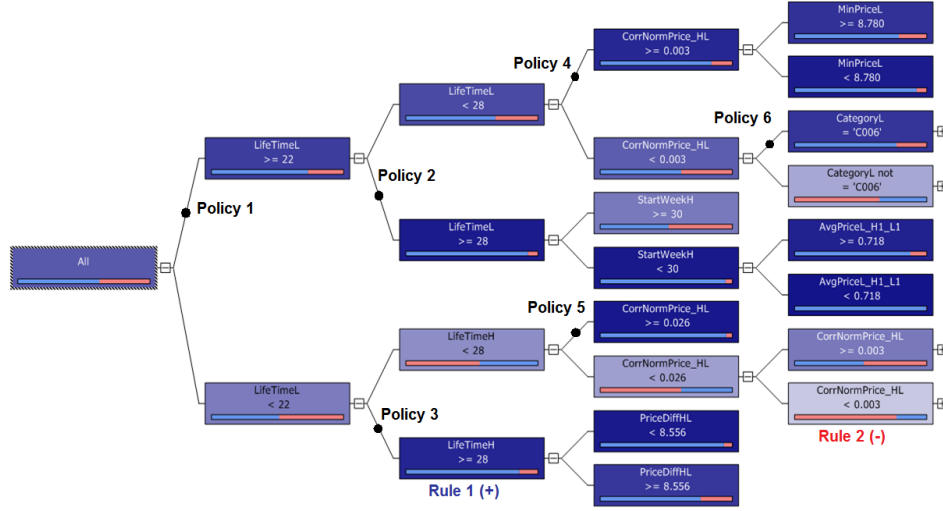 MinPriceL
>= 8.780
CorrNormPrice_HL
>= 0.003
Policy 4
MinPriceL
< 8.780
LifeTimeL
< 28
Policy 6
CategoryL
= 'C006'
LifeTimeL
>= 22
CorrNormPrice_HL
< 0.003
Policy 2
CategoryL not
= 'C006'
Policy 1
StartWeekH
>= 30
LifeTimeL
>= 28
AvgPriceL_H1_L1
>= 0.718
All
StartWeekH
< 30
AvgPriceL_H1_L1
< 0.718
Policy 5
CorrNormPrice_HL
>= 0.026
LifeTimeH
< 28
CorrNormPrice_HL
>= 0.003
CorrNormPrice_HL
< 0.026
LifeTimeL
< 22
CorrNormPrice_HL
< 0.003
Policy 3
PriceDiffHL
< 8.556
Rule 2 (-)
LifeTimeH
>= 28
PriceDiffHL
>= 8.556
Rule 1 (+)